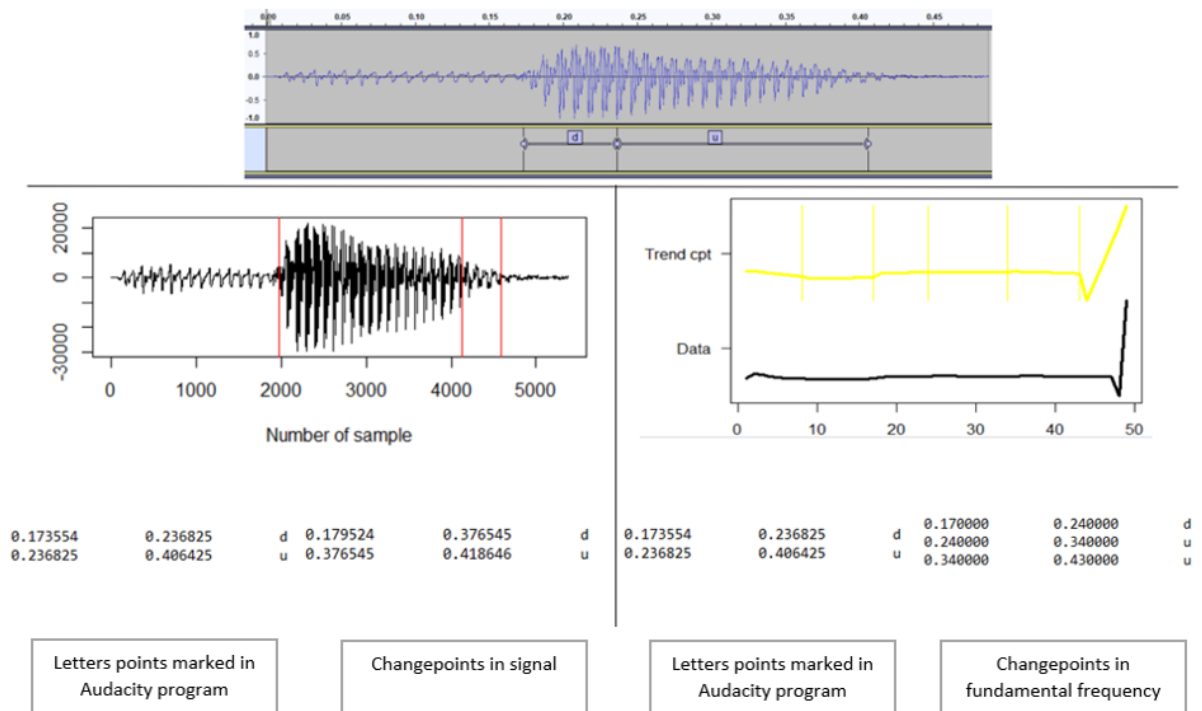 0.00 0.05 0.10 0.15 0.20 0.25 0.30 0.35 0.40 0.45
1.0
0.5
0.0
-0.5
-1.0
d u
20000
0
-30000
0 1000 2000 3000 4000 5000
Number of sample
Trend cpt
Data
0 10 20 30 40 50
0.173554 0.236825 d 0.179524 0.376545 d
0.236825 0.406425 u 0.376545 0.418646 u
0.173554 0.236825 d
0.236825 0.406425 u
0.170000 0.240000 d
0.240000 0.340000 u
0.340000 0.430000 u
Letters points marked in
Audacity program
Changepoints in signal
Letters points marked in
Audacity program
Changepoints in
fundamental frequency